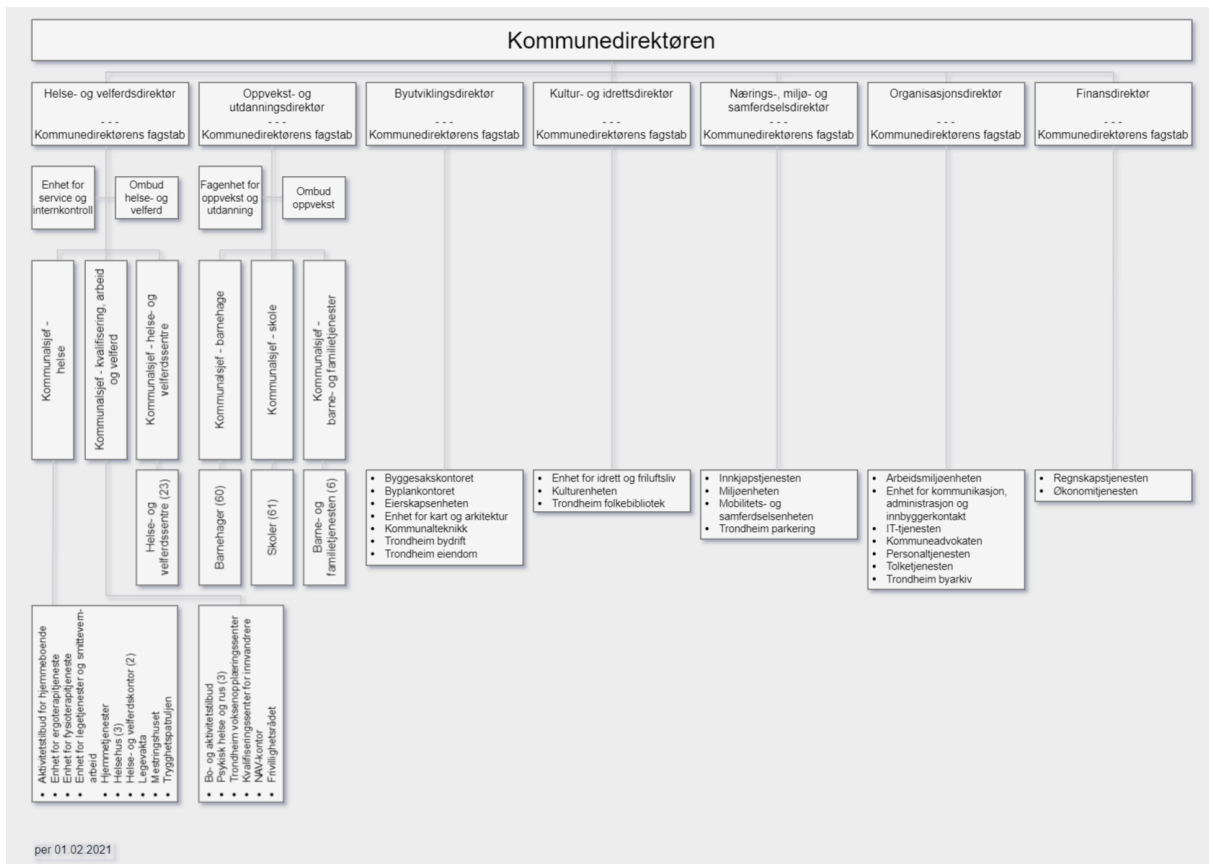 Kommunedirektøren
Helse- og velferdsdirektør
- - -
Kommunedirektørens fagstab
Oppvekst- og
utdanningsdirektør
- - -
Kommunedirektørens fagstab
Byutviklingsdirektør
- - -
Kommunedirektørens fagstab
Kultur- og idrettsdirektør
- - -
Kommunedirektørens fagstab
Nærings-, miljø- og
samferdselsdirektør
- - -
Kommunedirektørens fagstab
Organisasjonsdirektør
- - -
Kommunedirektørens fagstab
Finansdirektør
- - -
Kommunedirektørens fagstab
Enhet for
service og
internkontroll
Ombud
helse- og
velferd
Fagenhet for
oppvekst og
utdanning
Ombud
oppvekst
Kommunalsjef -
helse
Kommunalsjef - kvalifisering, arbeid
og velferd
Kommunalsjef - helse- og
velferdssentre
Kommunalsjef - barnehage
Kommunalsjef - skole
Kommunalsjef -
barne- og familietjenester
Helse- og
velferdssentre (23)
Barnehager (60)
Skoler (61)
Barne- og
familietjenesten (6)
• Byggesakskontoret
• Byplankontoret
• Eierskapsenheten
• Enhet for kart og arkitektur
• Kommunalteknikk
• Trondheim bydrift
• Trondheim eiendom
• Enhet for idrett og friluftsliv
• Kulturenheten
• Trondheim folkebibliotek
• Innkjøpstjenesten
• Miljøenheten
• Mobilitets- og
samferdselsenheten
• Trondheim parkering
• Arbeidsmiljøenheten
• Enhet for kommunikasjon,
administrasjon og
innbyggerkontakt
• IT-tjenesten
• Kommuneadvokaten
• Personaltjenesten
• Tolketjenesten
• Trondheim byarkiv
• Regnskapstjenesten
• Økonomitjenesten
• Aktivitetstilbud for hjemmeboende
• Enhet for ergoterapitjeneste
• Enhet for fysioterapitjeneste
• Enhet for legetjenester og smittevern-
arbeid
• Hjemmetjenester
• Helsehus (3)
• Helse- og velferdskontor (2)
• Legevakta
• Mestringshuset
• Trygghetspatruljen
• Bo- og aktivitetstilbud
• Psykisk helse og rus (3)
• Trondheim voksenopplæringssenter
• Kvalifiseringssenter for innvandrere
• NAV-kontor
• Frivillighetsrådet
per 01.02.2021